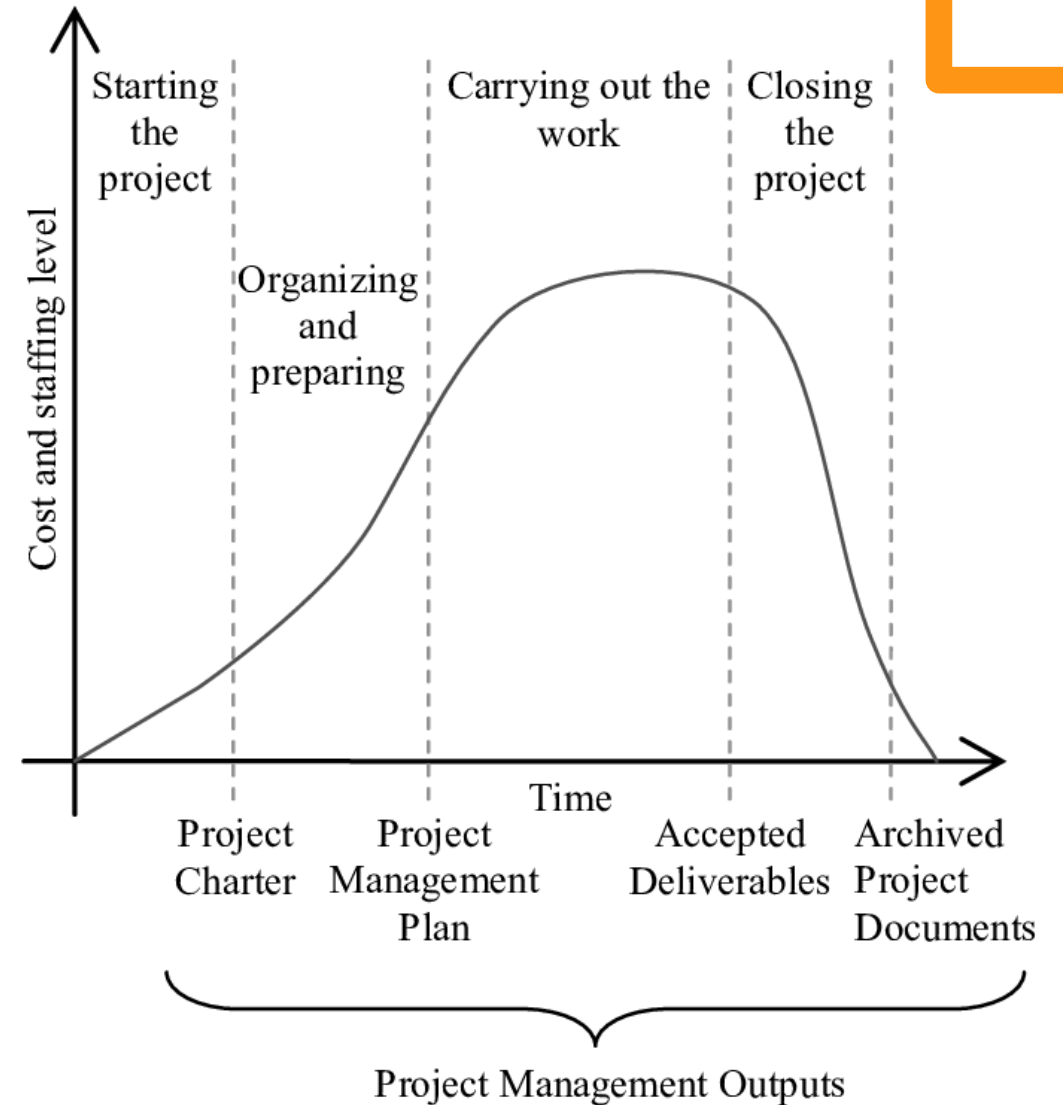 Starting
the
project
Organizing
and
preparing
Carrying out the
work
Closing
the
project
Cost and staffing level
Time
Project
Charter
Project
Management
Plan
Accepted
Deliverables
Archived
Project
Documents
Project Management Outputs